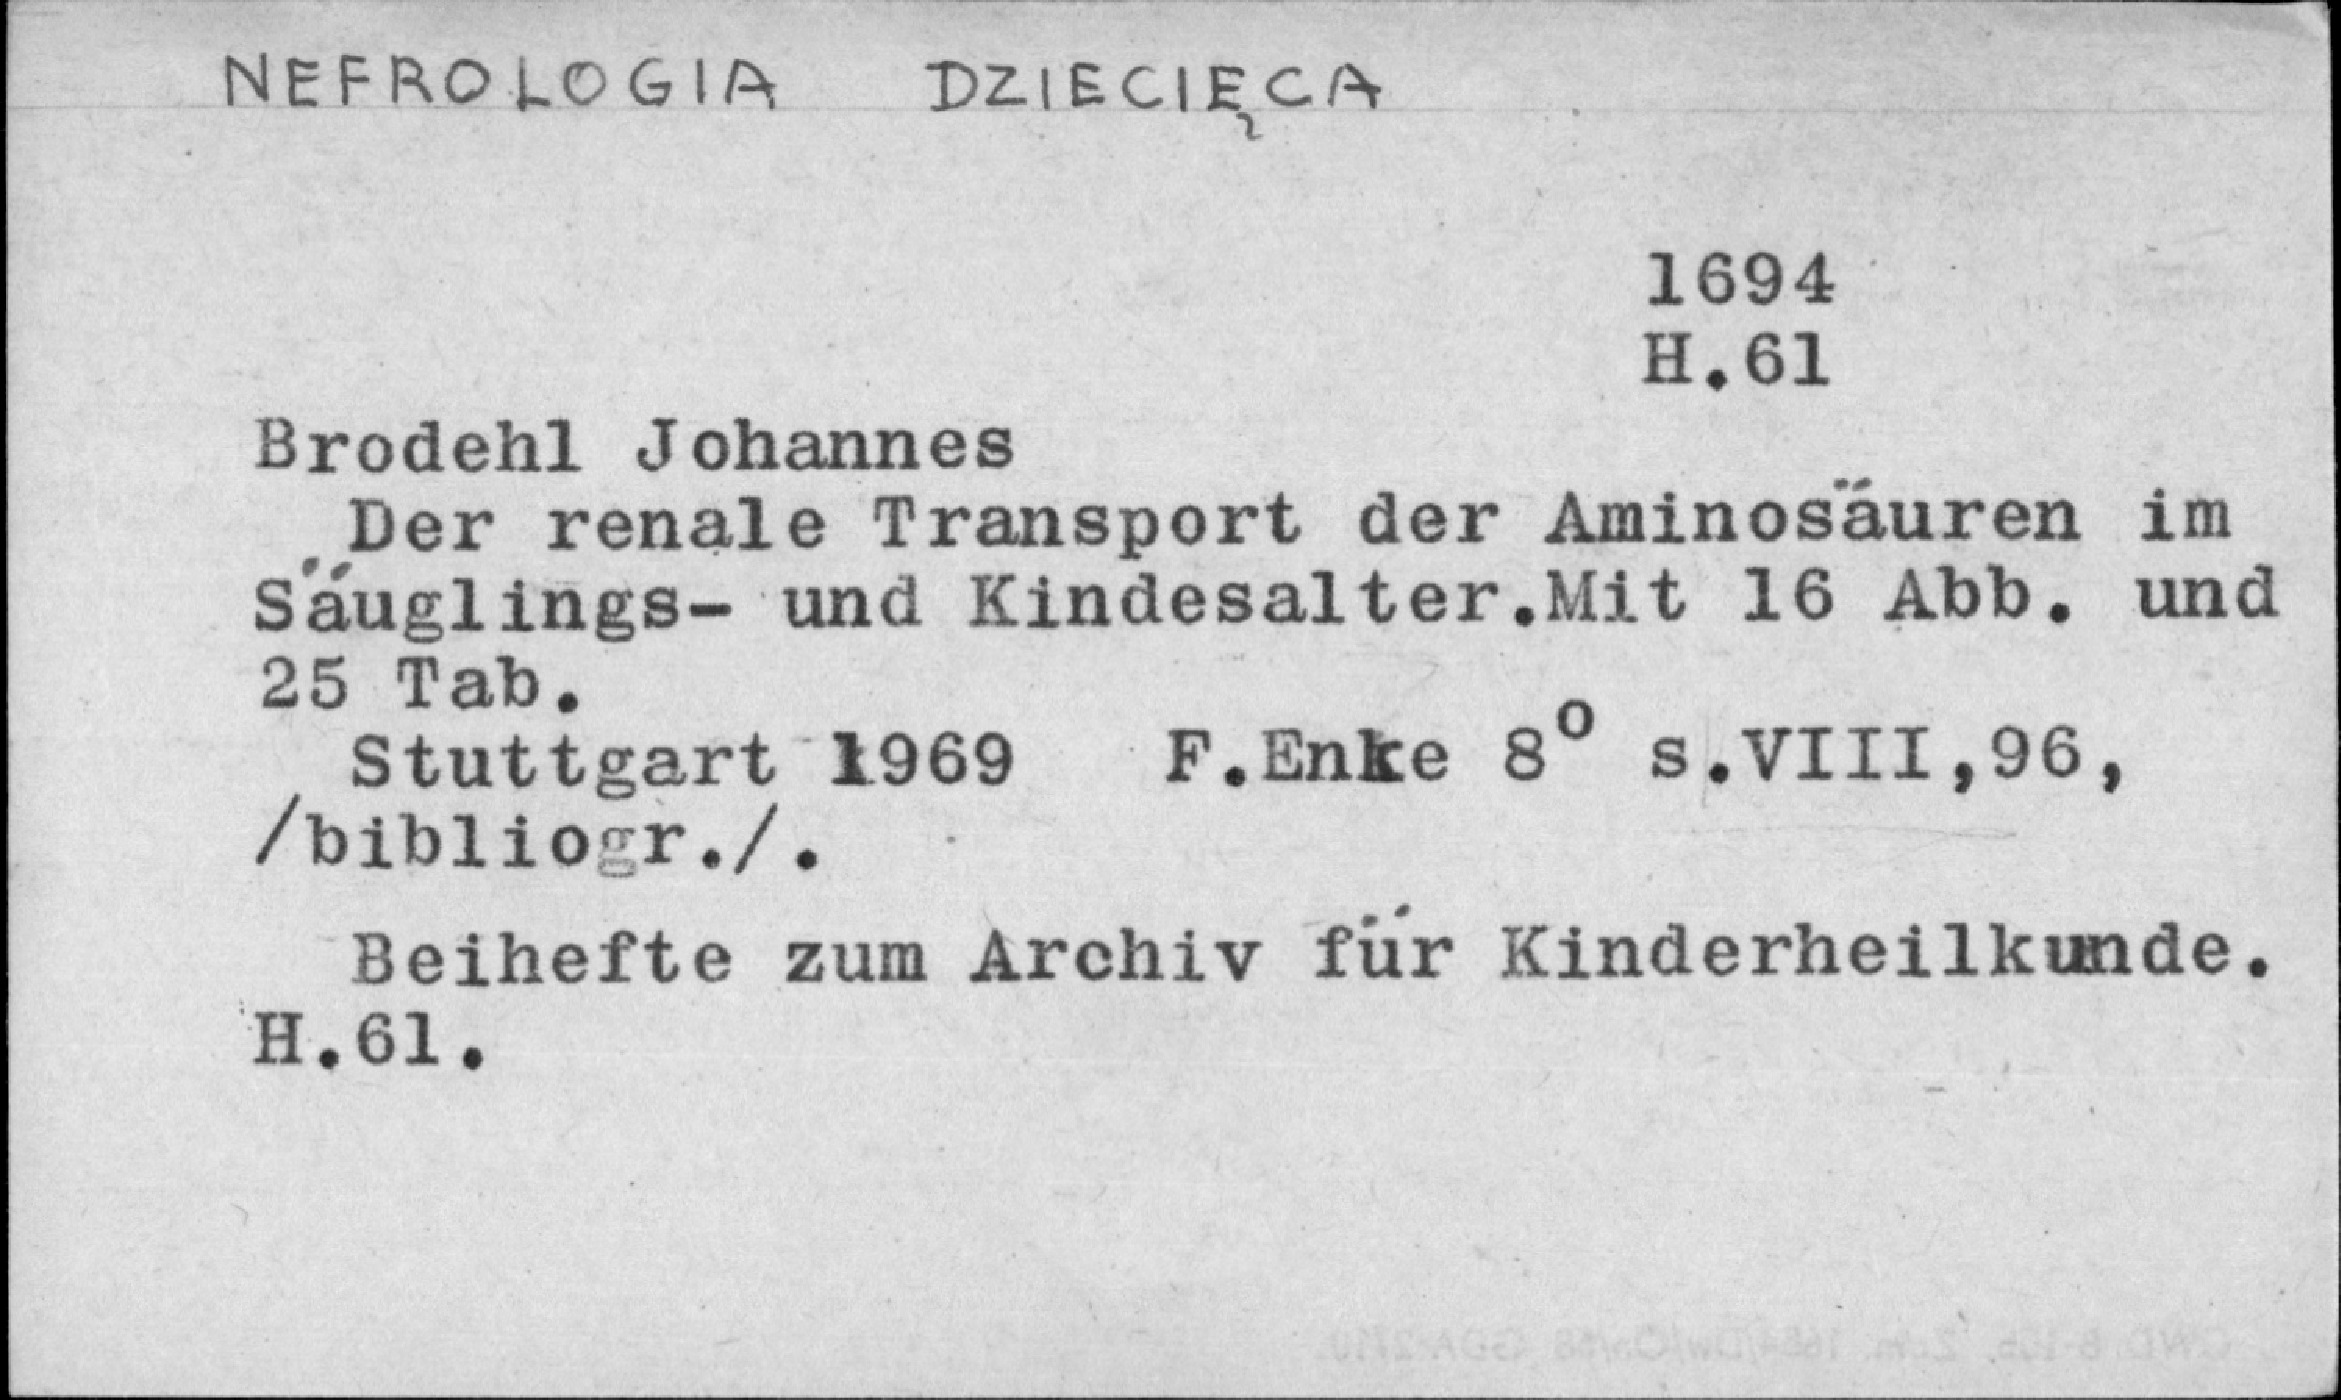 NEFROLOGIA DZIECIĘCA
1694
H.61
Brodehl Johannes
Der renale Transport der Aminosäuren im
Säuglings- und Kindesalter.Mit 16 Abb. und
25 Tab.
Stuttgart 1969 F.Enke 8° s.VIII,96,
/bibliogr./.
Beihefte zum Archiv für Kinderheilkunde.
H.61.